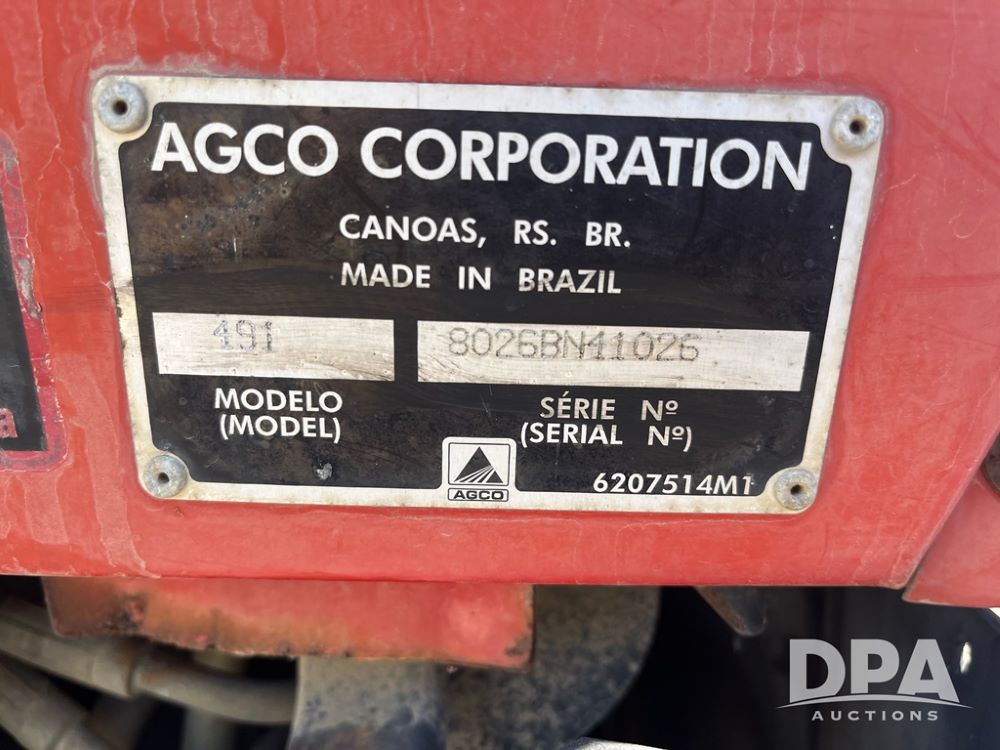 AGCO CORPORATION
CANOAS, RS. BR.
MADE IN BRAZIL
491 8026BN41026
MODELO SÉRIE Nº
(MODEL) (SERIAL Nº)
AGCO 6207514M1
a
DPA
AUCTIONS